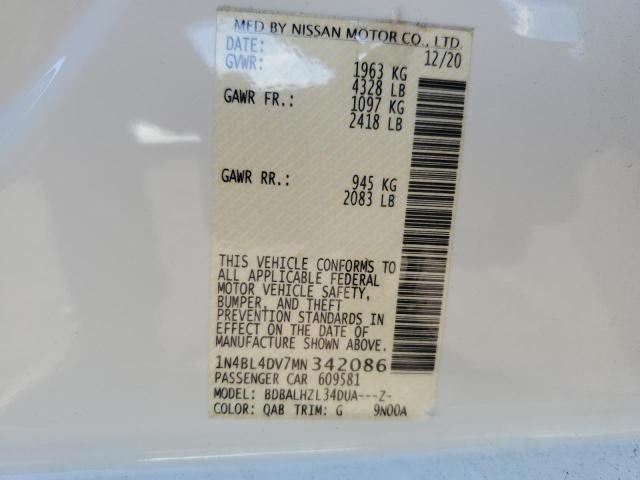 MFD BY NISSAN MOTOR CO., LTD.
DATE: 12/20
GVWR: 1963 KG
4328 LB
GAWR FR.: 1097 KG
2418 LB
GAWR RR.: 945 KG
2083 LB
THIS VEHICLE CONFORMS TO
ALL APPLICABLE FEDERAL
MOTOR VEHICLE SAFETY,
BUMPER, AND THEFT
PREVENTION STANDARDS IN
EFFECT ON THE DATE OF
MANUFACTURE SHOWN ABOVE.
1N4BL4DV7MN342086
PASSENGER CAR 609581
MODEL: BDBALHZL34DUA---Z-
COLOR: QAB TRIM: G 9N00A